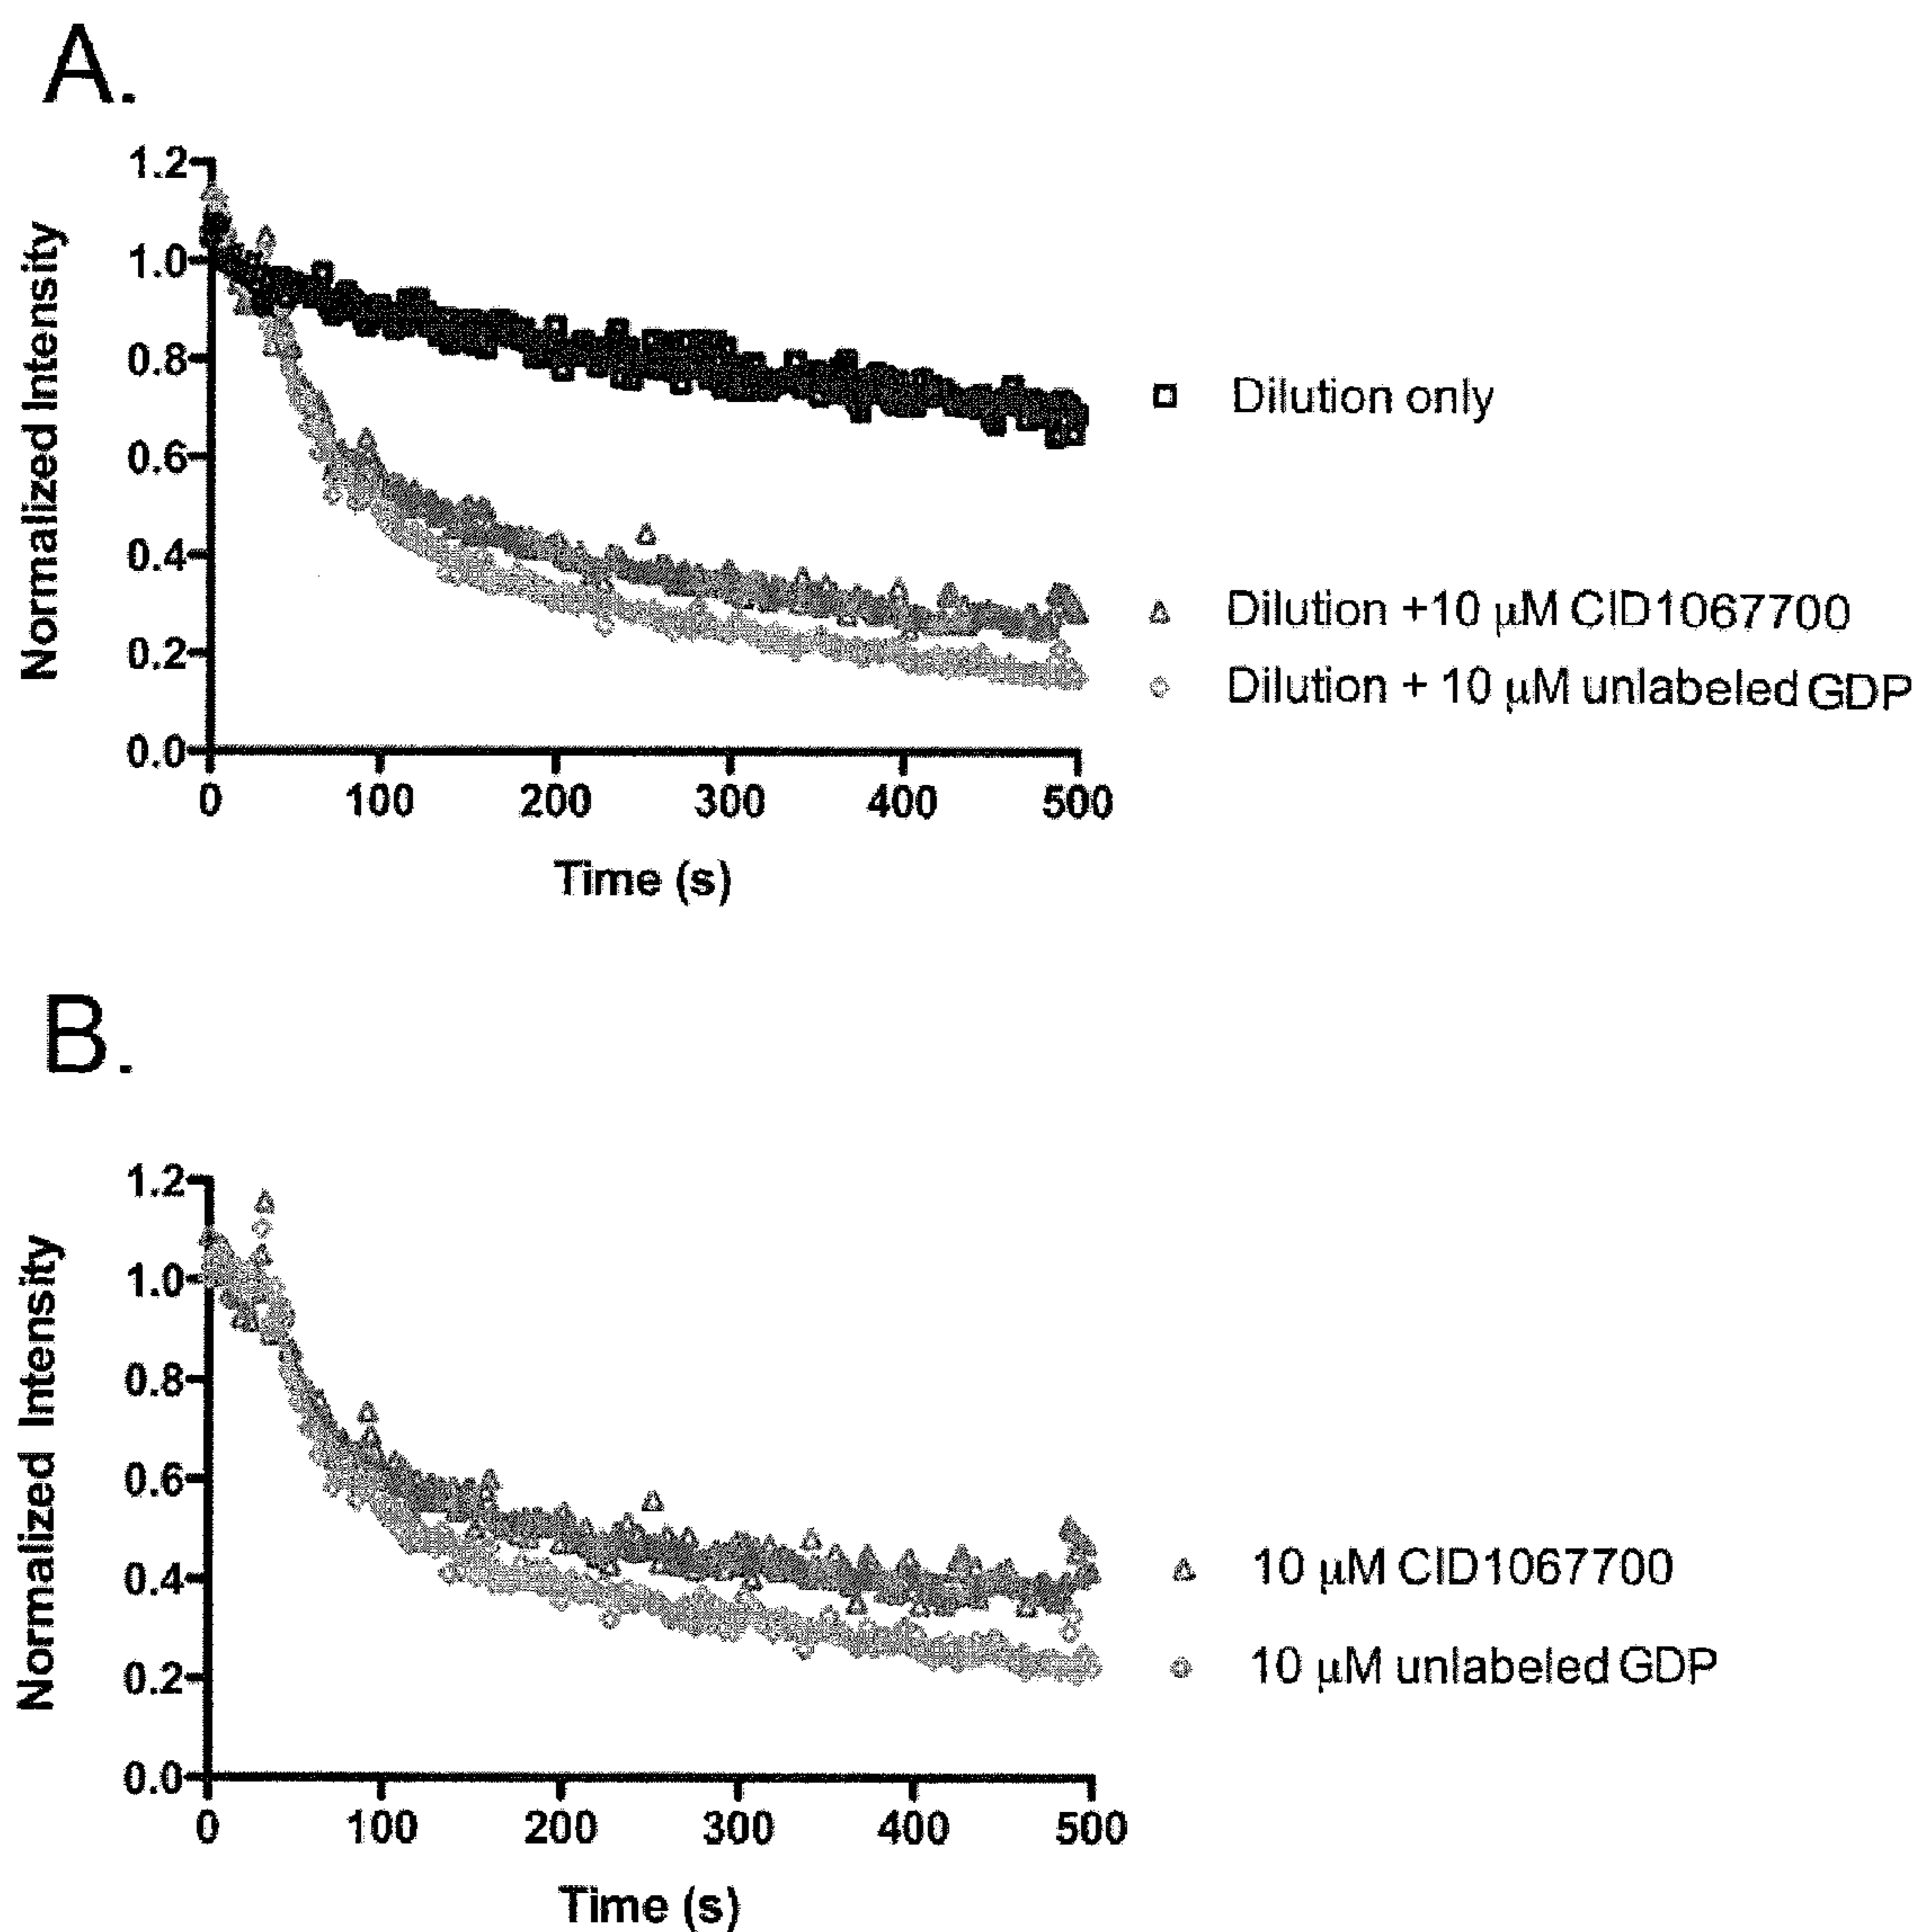 A.
Normalized Intensity
1.2
1.0
0.8
0.6
0.4
0.2
0.0
0 100 200 300 400 500
Time (s)
Dilution only
Dilution +10 μM CID1067700
Dilution + 10 μM unlabeled GDP
B.
Normalized Intensity
1.2
1.0
0.8
0.6
0.4
0.2
0.0
0 100 200 300 400 500
Time (s)
10 μM CID1067700
10 μM unlabeled GDP